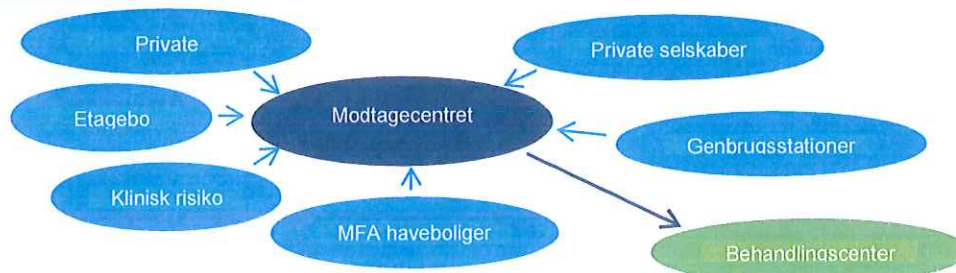 Private
Private selskaber
Etagebo
Modtagecentret
Genbrugsstationer
Klinisk risiko
MFA haveboliger
Behandlingscenter